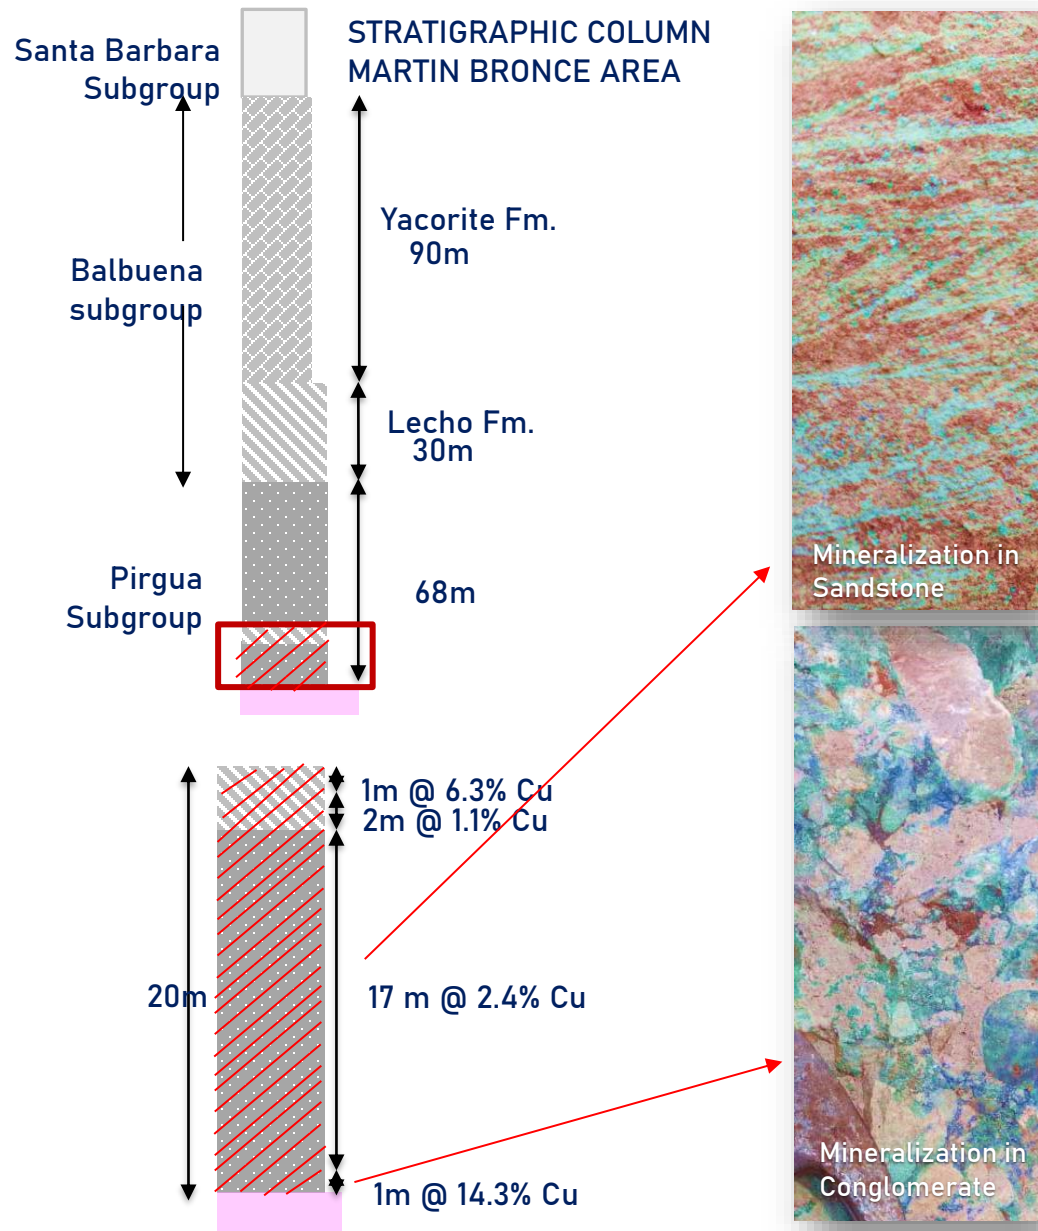 Santa Barbara
Subgroup
STRATIGRAPHIC COLUMN
MARTIN BRONCE AREA
Yacorite Fm.
90m
Balbuena
subgroup
Lecho Fm.
30m
Pirgua
Subgroup
68m
Mineralization in
Sandstone
1m @ 6.3% Cu
2m @ 1.1% Cu
20m
17 m @ 2.4% Cu
1m @ 14.3% Cu
Mineralization in
Conglomerate